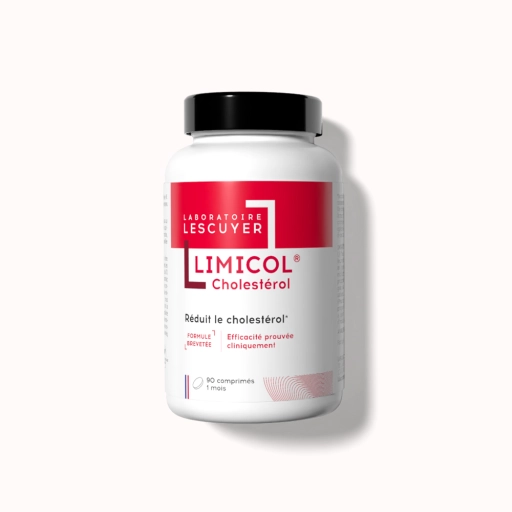 LABORATOIRE
LESCUYER
LIMICOL®
Cholestérol
Réduit le cholestérol*
FORMULE
BREVETÉE
Efficacité prouvée
cliniquement
90 comprimés
1 mois